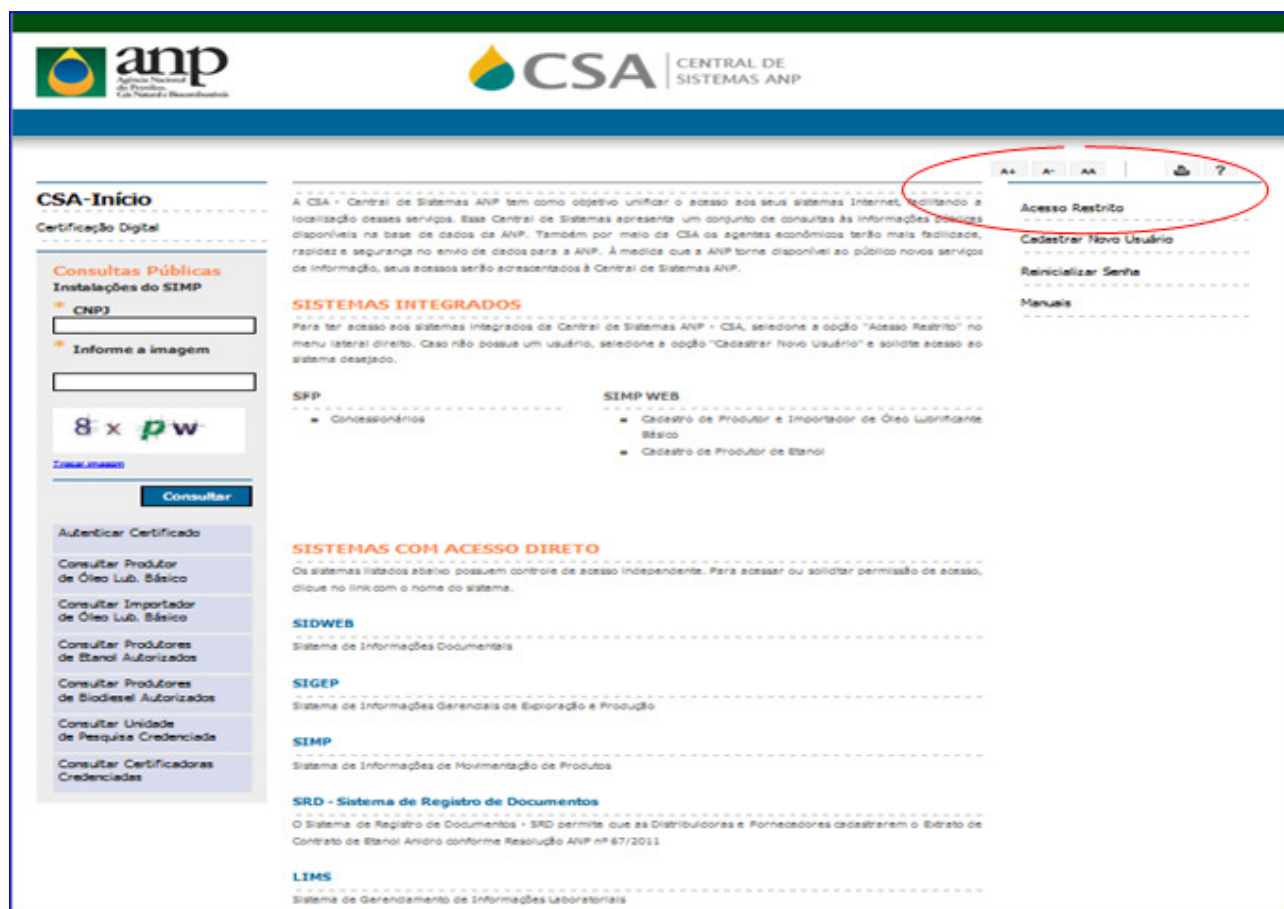 anp
Agência Nacional
do Petróleo,
Gás Natural e Biocombustíveis
CSA
CENTRAL DE
SISTEMAS ANP
A+ A- AA ?
CSA-Início
Certificação Digital
Consultas Públicas
Instalações do SIMP
* CNPJ
* Informe a imagem
8 x p w
Trocar imagem
Consultar
Autenticar Certificado
Consultar Produtor
de Óleo Lub. Básico
Consultar Importador
de Óleo Lub. Básico
Consultar Produtores
de Etanol Autorizados
Consultar Produtores
de Biodiesel Autorizados
Consultar Unidade
de Pesquisa Credenciada
Consultar Certificadoras
Credenciadas
A CSA - Central de Sistemas ANP tem como objetivo unificar o acesso aos seus sistemas Internet, facilitando a
localização desses serviços. Essa Central de Sistemas apresenta um conjunto de consultas às informações públicas
disponíveis na base de dados da ANP. Também por meio da CSA os agentes econômicos terão mais facilidade,
rapidez e segurança no envio de dados para a ANP. À medida que a ANP torne disponível ao público novos serviços
de informação, seus acessos serão acrescentados à Central de Sistemas ANP.
SISTEMAS INTEGRADOS
Para ter acesso aos sistemas integrados da Central de Sistemas ANP - CSA, selecione a opção "Acesso Restrito" no
menu lateral direito. Caso não possua um usuário, selecione a opção "Cadastrar Novo Usuário" e solicite acesso ao
sistema desejado.
SFP
Concessionários
SIMP WEB
Cadastro de Produtor e Importador de Óleo Lubrificante
Básico
Cadastro de Produtor de Etanol
SISTEMAS COM ACESSO DIRETO
Os sistemas listados abaixo possuem controle de acesso independente. Para acessar ou solicitar permissão de acesso,
clique no link com o nome do sistema.
SIDWEB
Sistema de Informações Documentais
SIGEP
Sistema de Informações Gerenciais de Exploração e Produção
SIMP
Sistema de Informações de Movimentação de Produtos
SRD - Sistema de Registro de Documentos
O Sistema de Registro de Documentos - SRD permite que as Distribuidoras e Fornecedores cadastrarem o Extrato de
Contrato de Etanol Anidro conforme Resolução ANP nº 67/2011
LIMS
Sistema de Gerenciamento de Informações Laboratoriais
Acesso Restrito
Cadastrar Novo Usuário
Reinicializar Senha
Manuais